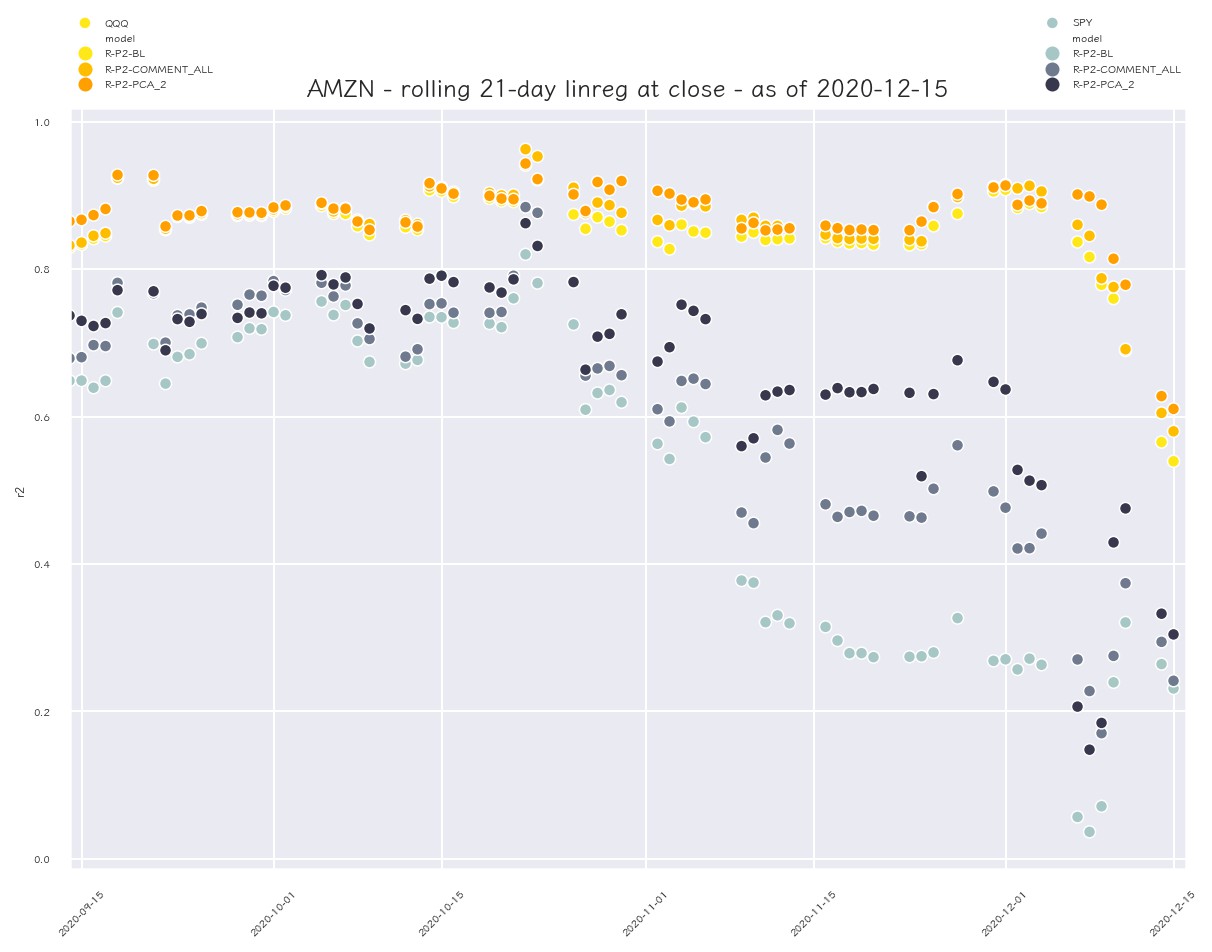 QQQ
model
R-P2-BL
R-P2-COMMENT_ALL
R-P2-PCA_2
SPY
model
R-P2-BL
R-P2-COMMENT_ALL
R-P2-PCA_2
AMZN - rolling 21-day linreg at close - as of 2020-12-15
1.0
0.8
0.6
0.4
0.2
0.0
r2
2020-09-15
2020-10-01
2020-10-15
2020-11-01
2020-11-15
2020-12-01
2020-12-15